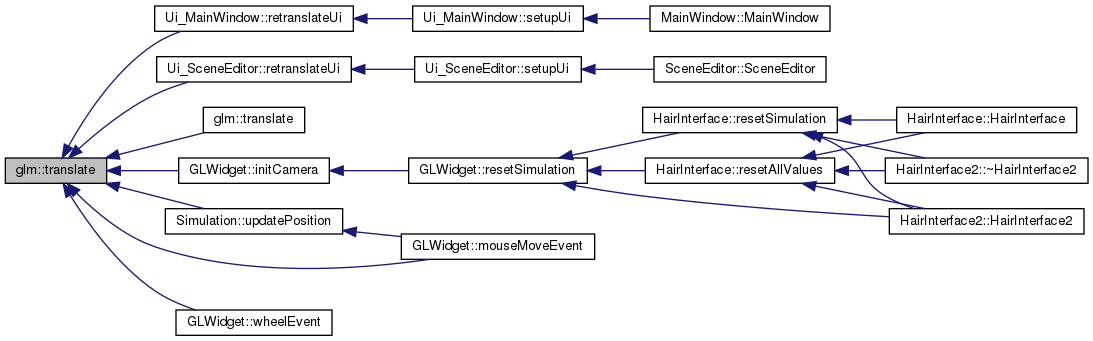 Ui_MainWindow::retranslateUi
Ui_MainWindow::setupUi
MainWindow::MainWindow
Ui_SceneEditor::retranslateUi
Ui_SceneEditor::setupUi
SceneEditor::SceneEditor
glm::translate
HairInterface::resetSimulation
HairInterface::HairInterface
glm::translate
GLWidget::initCamera
GLWidget::resetSimulation
HairInterface::resetAllValues
HairInterface2::~HairInterface2
Simulation::updatePosition
HairInterface2::HairInterface2
GLWidget::mouseMoveEvent
GLWidget::wheelEvent